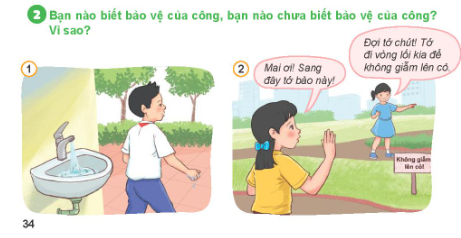 2 Bạn nào biết bảo vệ của công, bạn nào chưa biết bảo vệ của công?
Vì sao?
1
2
Mai ơi! Sang
đây tớ bảo này!
Đợi tớ chút! Tớ
đi vòng lối kia để
không giẫm lên cỏ.
Không giẫm
lên cỏ!
34